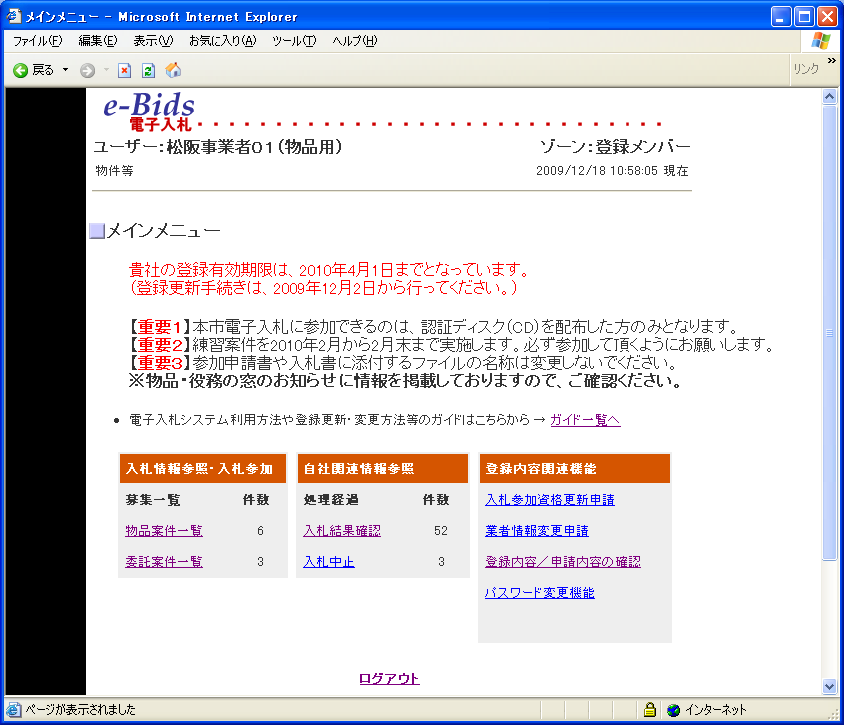 メインメニュー - Microsoft Internet Explorer
ファイル(F) 編集(E) 表示(V) お気に入り(A) ツール(T) ヘルプ(H)
戻る リンク »
e-Bids
電子入札
ユーザー：松阪事業者０１（物品用） ゾーン：登録メンバー
物件等 2009/12/18 10:58:05 現在
メインメニュー
貴社の登録有効期限は、2010年4月1日までとなっています。
（登録更新手続きは、2009年12月2日から行ってください。）
【重要１】本市電子入札に参加できるのは、認証ディスク(CD)を配布した方のみとなります。
【重要２】練習案件を2010年2月から2月末まで実施します。必ず参加して頂くようにお願いします。
【重要３】参加申請書や入札書に添付するファイルの名称は変更しないでください。
※物品・役務の窓のお知らせに情報を掲載しておりますので、ご確認ください。
• 電子入札システム利用方法や登録更新・変更方法等のガイドはこちらから → ガイド一覧へ
入札情報参照・入札参加 自社関連情報参照 登録内容関連機能
募集一覧 件数 処理経過 件数 入札参加資格更新申請
物品案件一覧 6 入札結果確認 52 業者情報変更申請
委託案件一覧 3 入札中止 3 登録内容／申請内容の確認
パスワード変更機能
ログアウト
ページが表示されました インターネット